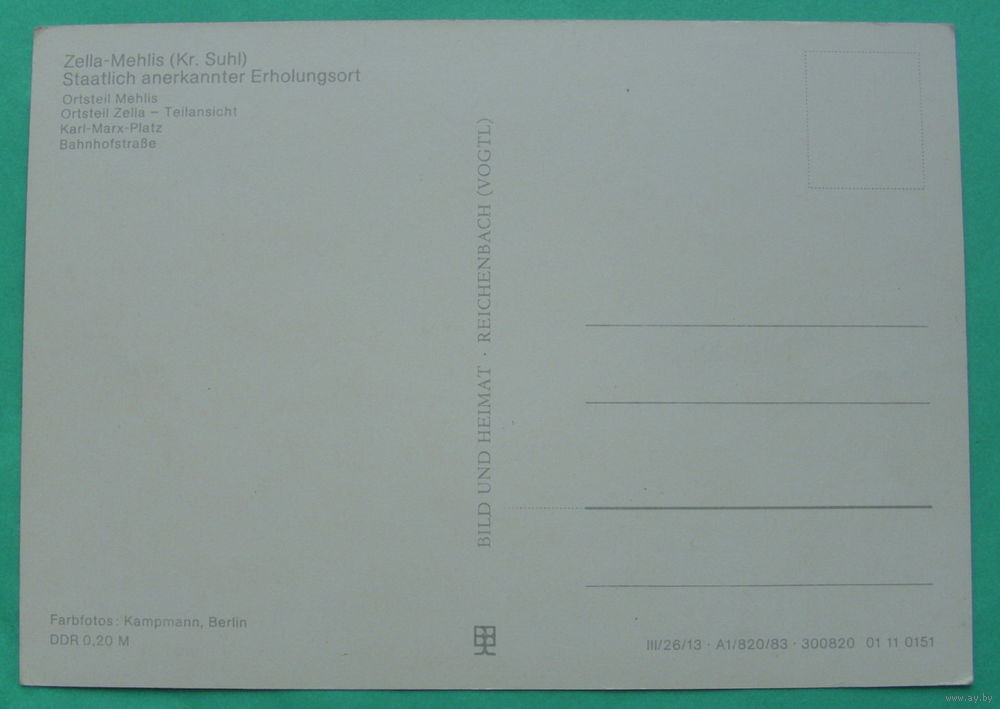 Zella-Mehlis (Kr. Suhl)
Staatlich anerkannter Erholungsort
Ortsteil Mehlis
Ortsteil Zella – Teilansicht
Karl-Marx-Platz
Bahnhofstraße
BILD UND HEIMAT · REICHENBACH (VOGTL)
Farbfotos: Kampmann, Berlin
DDR 0,20 M
III/26/13 · A1/820/83 · 300820 01 11 0151
www.ay.by